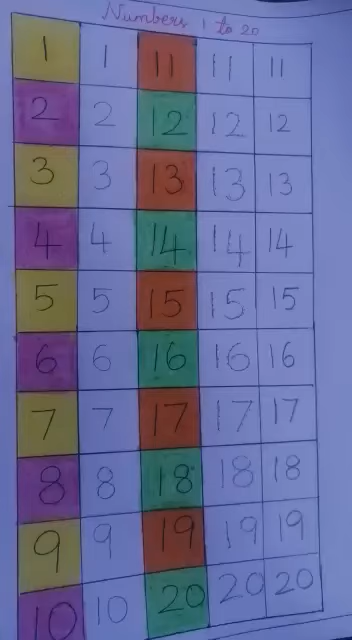 Numbers 1 to 20
1 1 11 11 11
2 2 12 12 12
3 3 13 13 13
4 4 14 14 14
5 5 15 15 15
6 6 16 16 16
7 7 17 17 17
8 8 18 18 18
9 9 19 19 19
10 10 20 20 20